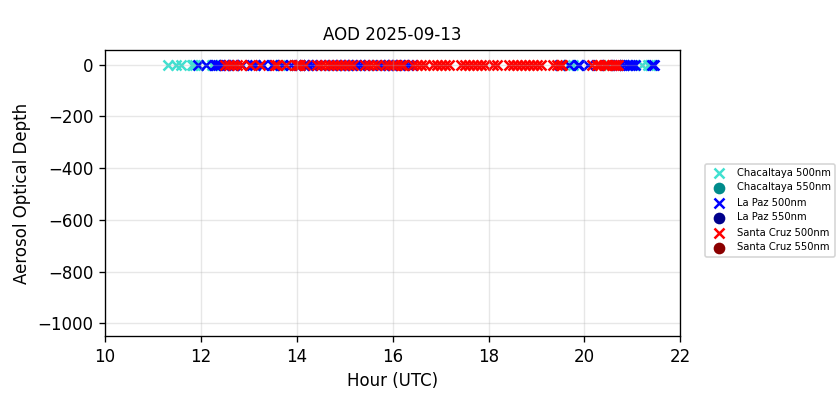 AOD 2025-09-13
Aerosol Optical Depth
0
−200
−400
−600
−800
−1000
10 12 14 16 18 20 22
Hour (UTC)
Chacaltaya 500nm
Chacaltaya 550nm
La Paz 500nm
La Paz 550nm
Santa Cruz 500nm
Santa Cruz 550nm